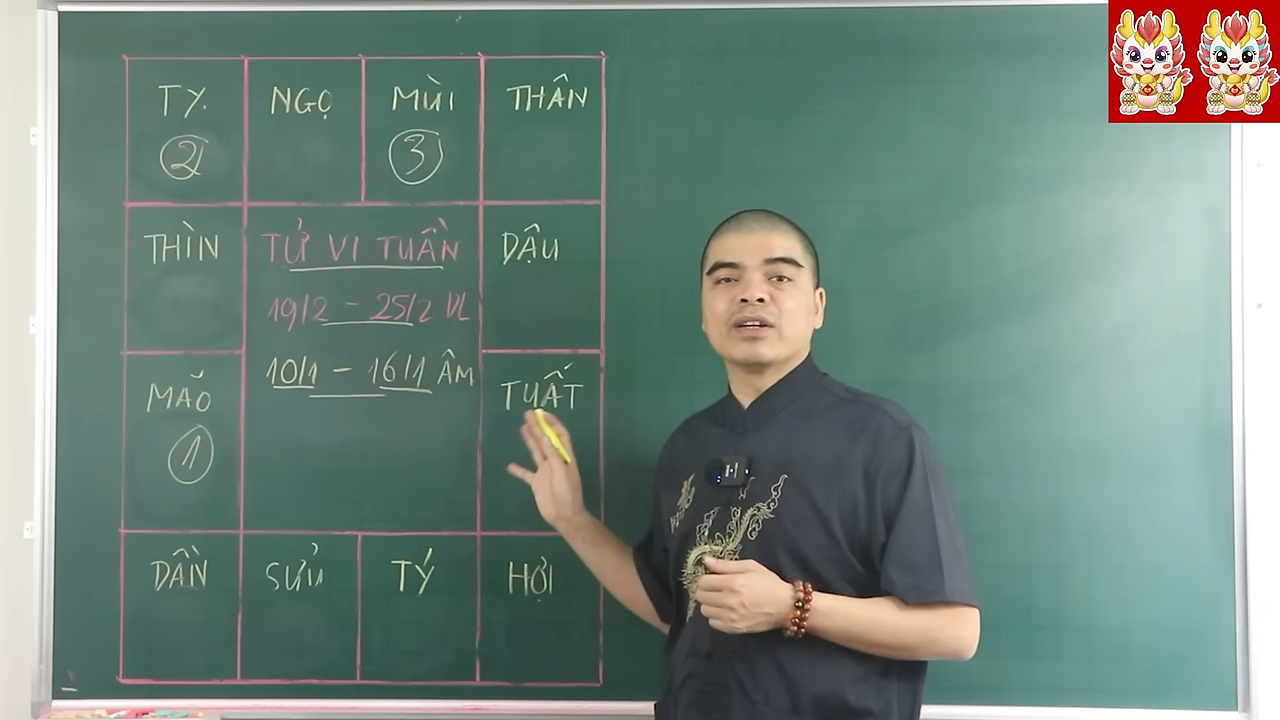 TỴ NGỌ MÙI THÂN
② ③
THÌN TỬ VI TUẦN DẬU
19/2 - 25/2 DL
10/1 - 16/1 ÂM
MÃO TUẤT
①
DẦN SỬU TÝ HỢI